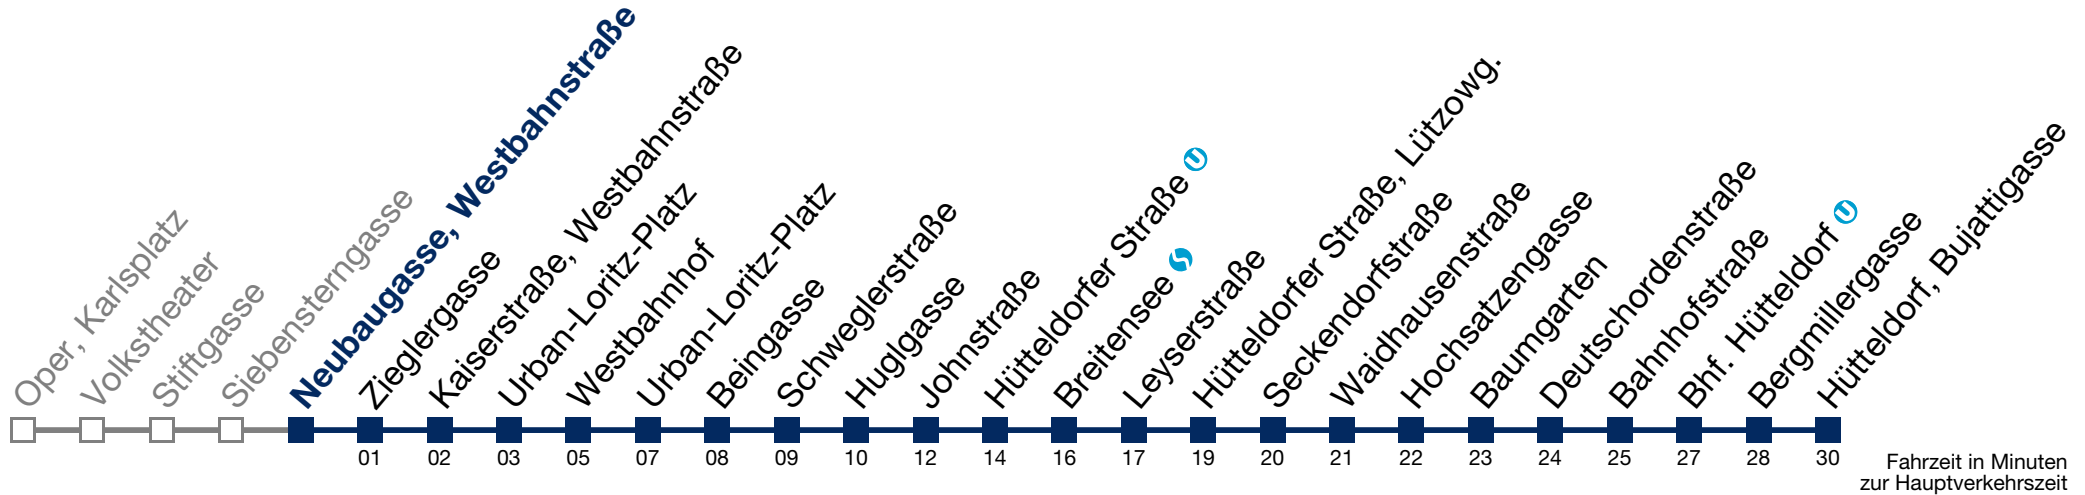 Oper, Karlsplatz
Volkstheater
Stiftgasse
Siebensterngasse
Neubaugasse, Westbahnstraße
Zieglergasse
Kaiserstraße, Westbahnstraße
Urban-Loritz-Platz
Westbahnhof
Urban-Loritz-Platz
Beingasse
Schweglerstraße
Huglgasse
Johnstraße
Hütteldorfer Straße U
Breitensee S
Leyserstraße
Hütteldorfer Straße, Lützowg.
Seckendorfstraße
Waidhausenstraße
Hochsatzengasse
Baumgarten
Deutschordenstraße
Bahnhofstraße
Bhf. Hütteldorf U
Bergmillergasse
Hütteldorf, Bujattigasse
01 02 03 05 07 08 09 10 12 14 16 17 19 20 21 22 23 24 25 27 28 30
Fahrzeit in Minuten
zur Hauptverkehrszeit